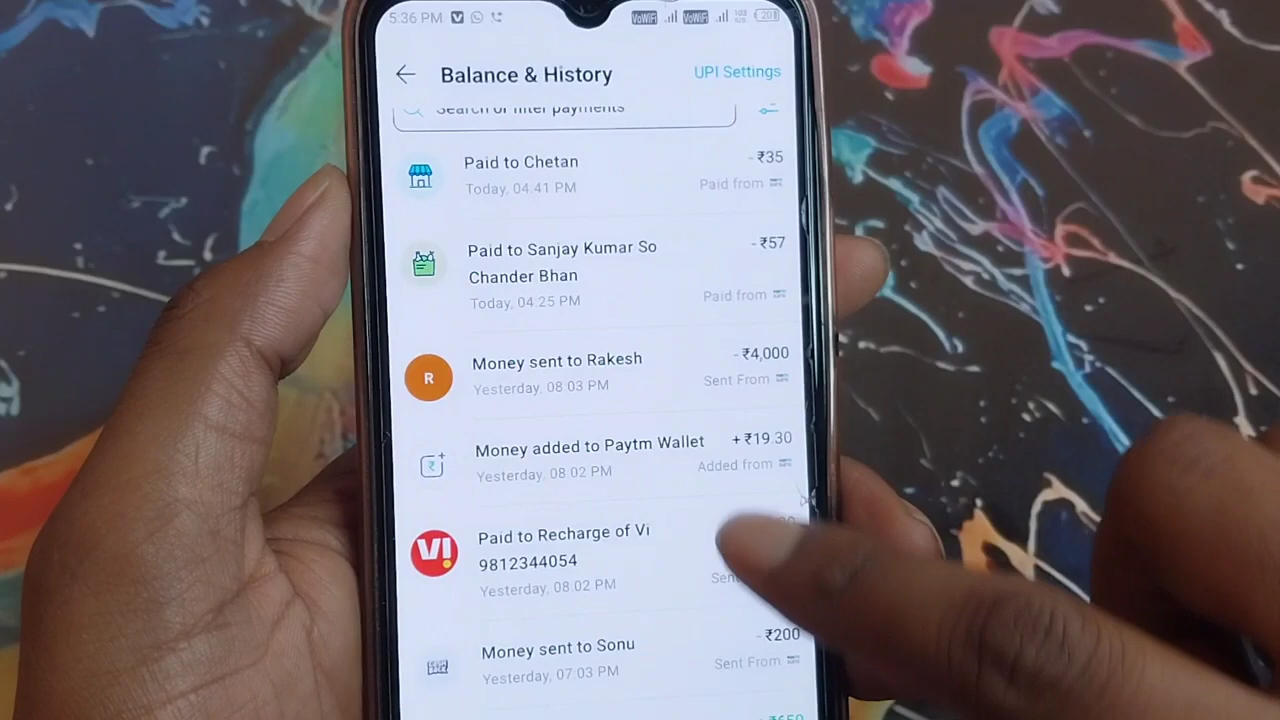 5:36 PM
VoWiFi VoWiFi 20
Balance & History UPI Settings
Search or filter payments
Paid to Chetan - ₹35
Today, 04.41 PM Paid from
Paid to Sanjay Kumar So - ₹57
Chander Bhan
Today, 04.25 PM Paid from
R
Money sent to Rakesh - ₹4,000
Yesterday, 08 03 PM Sent From
Money added to Paytm Wallet + ₹19.30
Yesterday, 08 02 PM Added from
VI!
Paid to Recharge of Vi
9812344054
Yesterday, 08 02 PM
Money sent to Sonu - ₹200
Yesterday, 07:03 PM Sent From